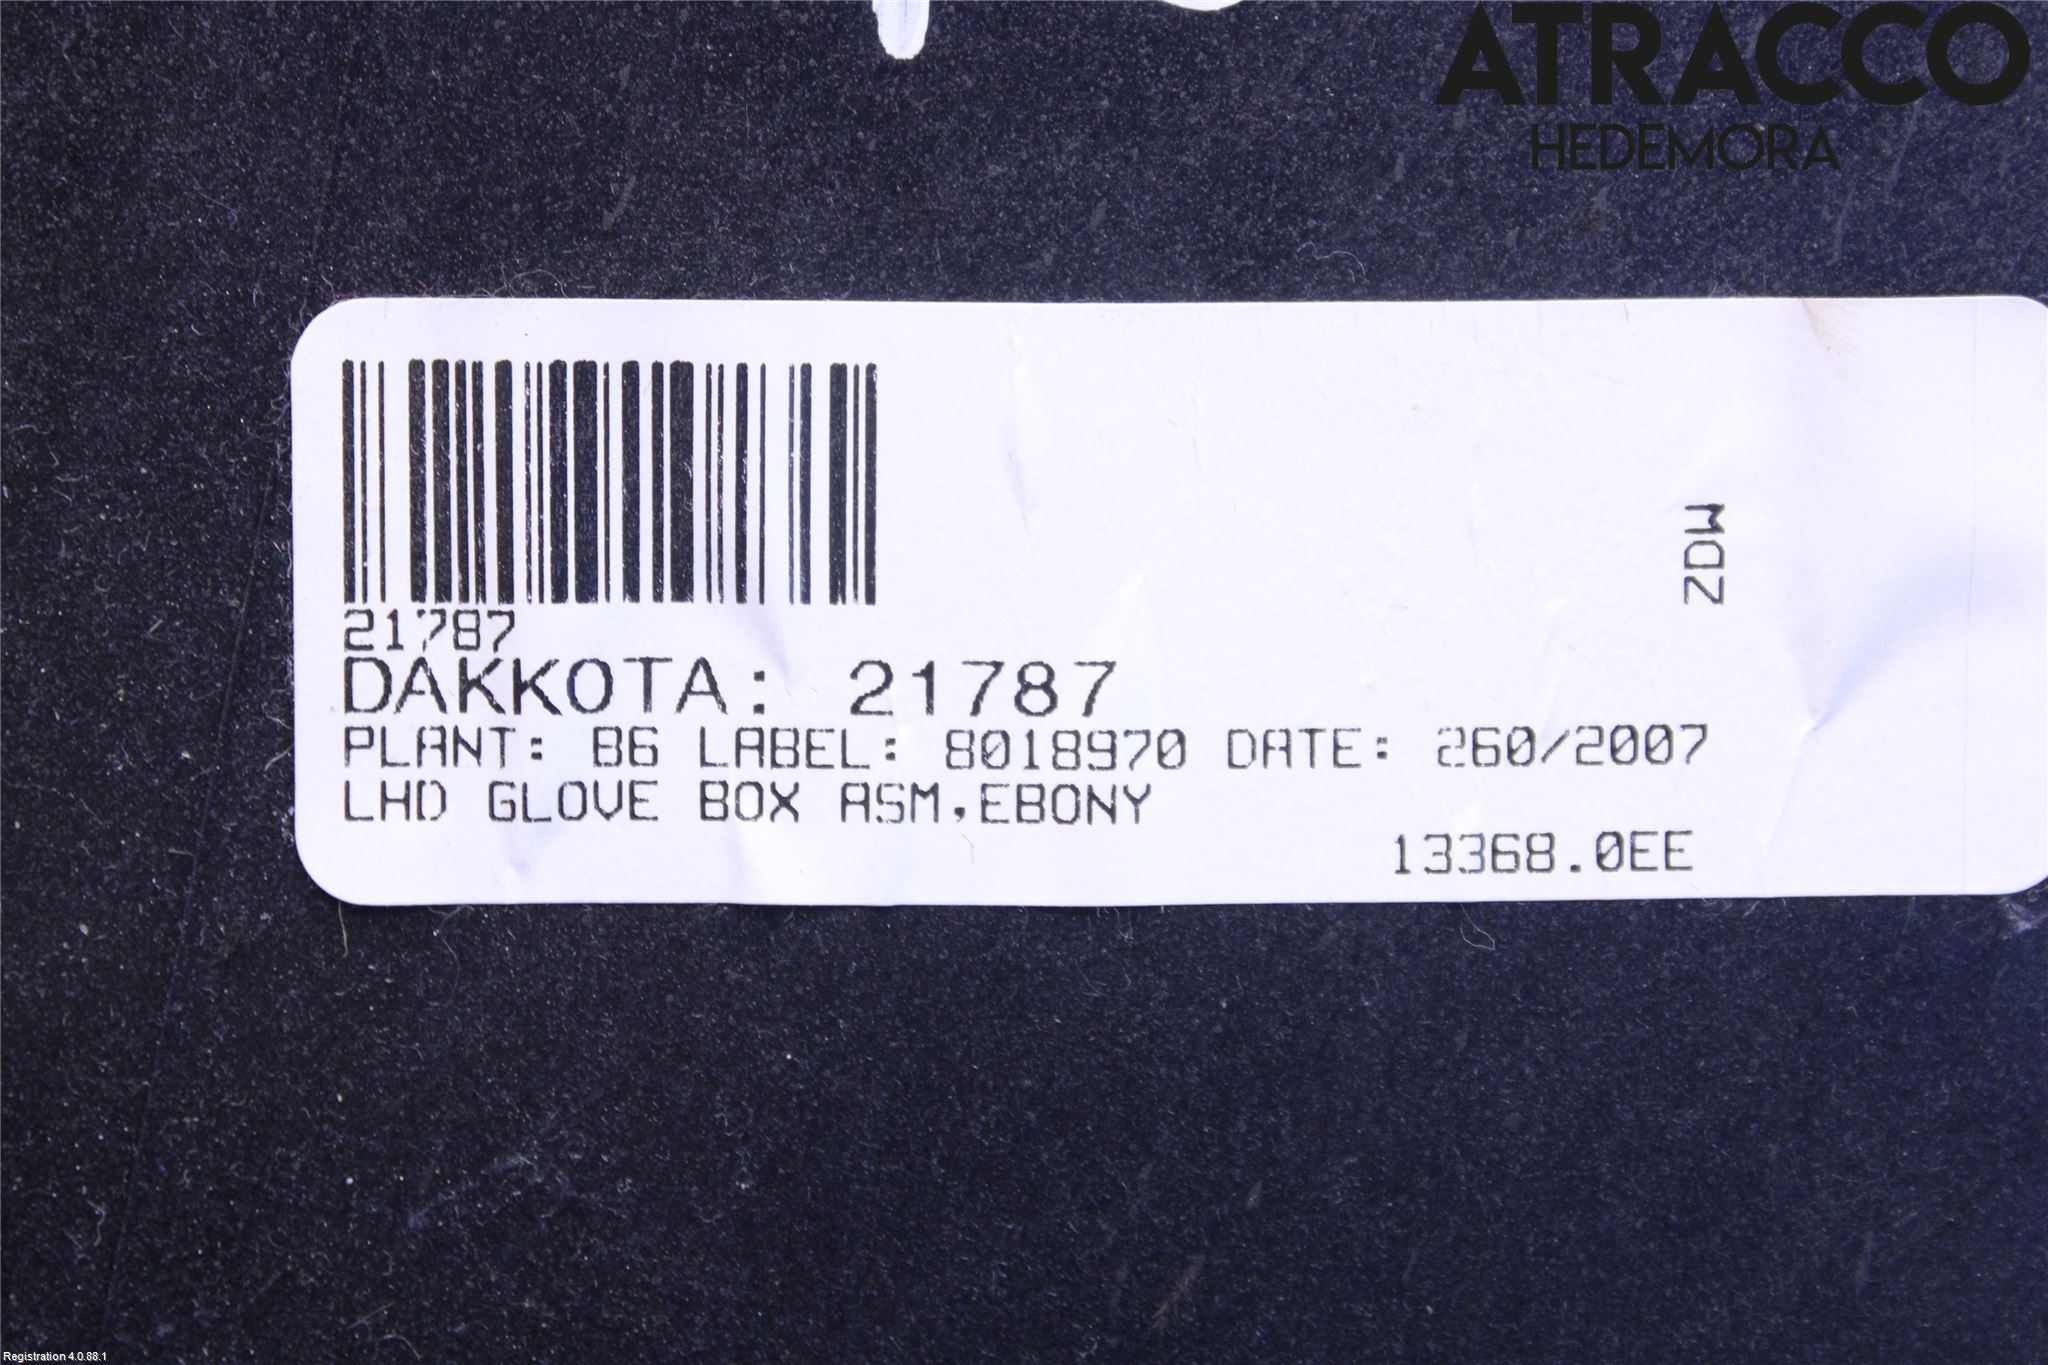 ATRACCO
HEDEMORA
21787
DAKKOTA: 21787
PLANT: B6 LABEL: 8018970 DATE: 260/2007
LHD GLOVE BOX ASM,EBONY
13368.0EE
MQZ
Registration 4.0.88.1